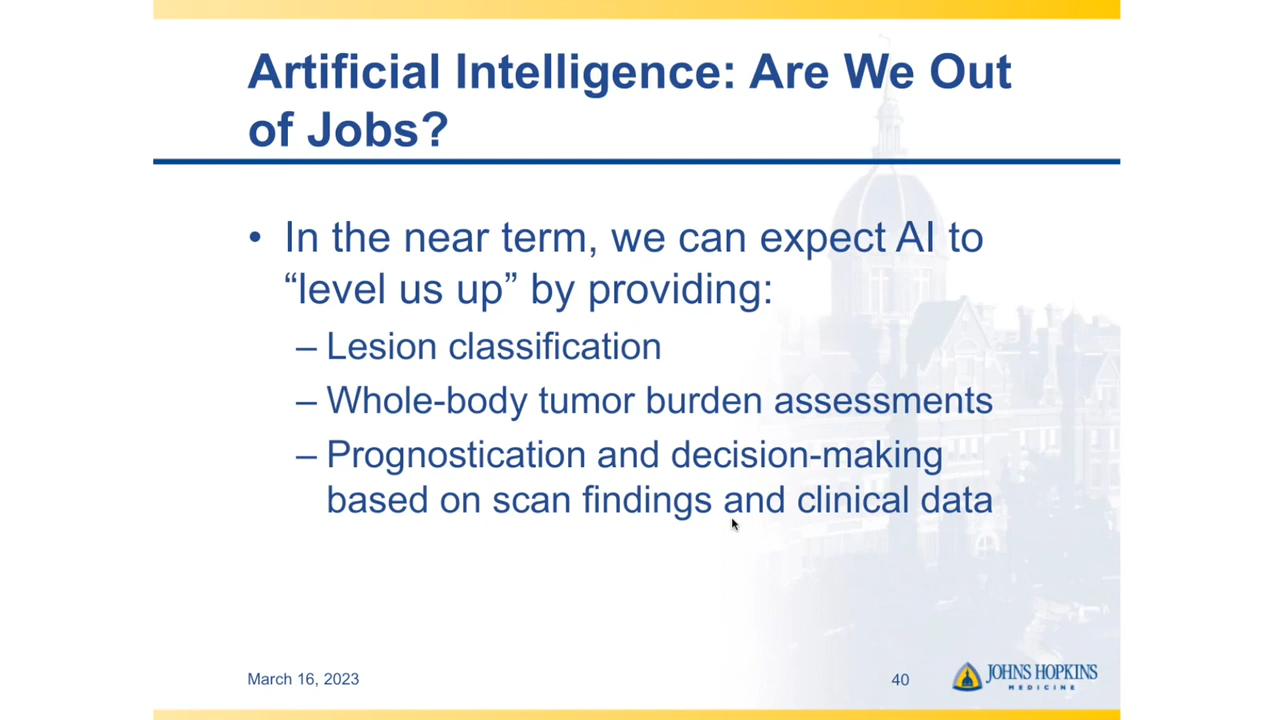 Artificial Intelligence: Are We Out
of Jobs?
• In the near term, we can expect AI to
“level us up” by providing:
– Lesion classification
– Whole-body tumor burden assessments
– Prognostication and decision-making
based on scan findings and clinical data
March 16, 2023
40
JOHNS HOPKINS
MEDICINE